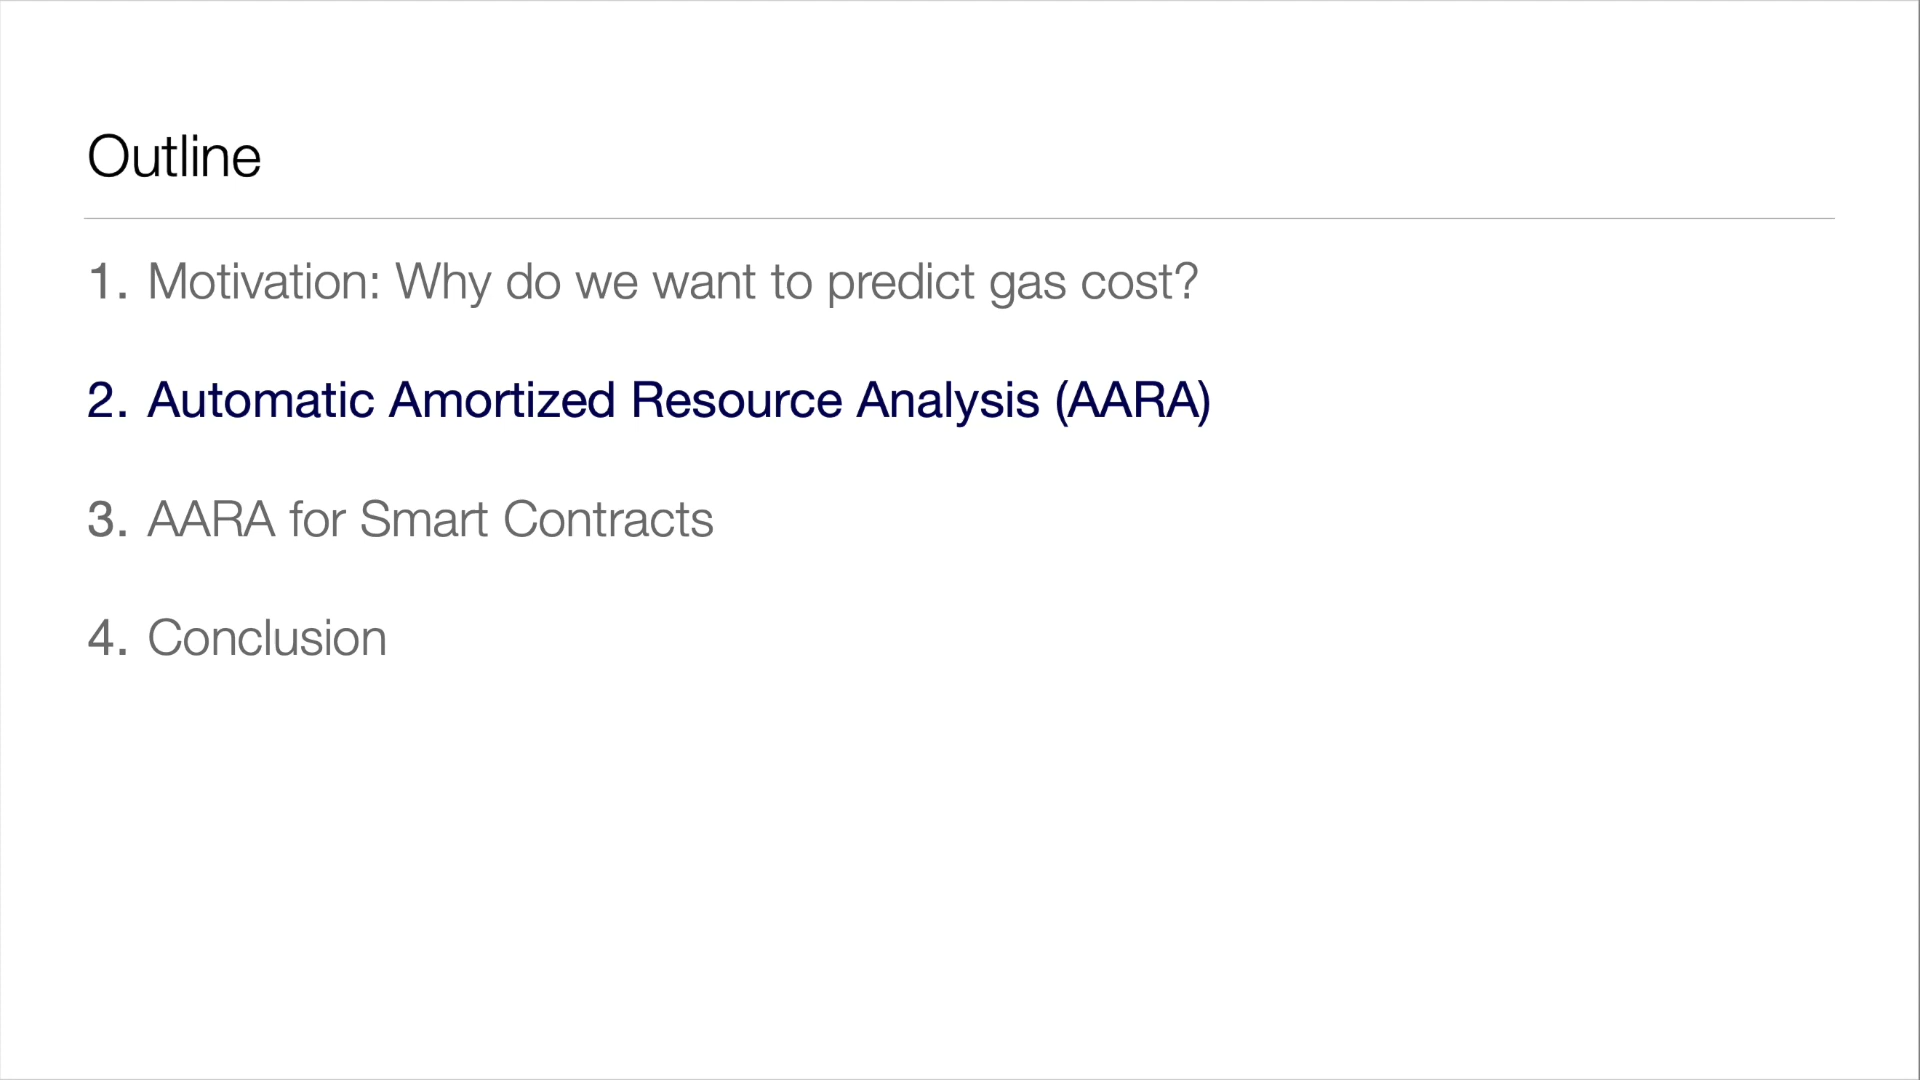 Outline
1. Motivation: Why do we want to predict gas cost?
2. Automatic Amortized Resource Analysis (AARA)
3. AARA for Smart Contracts
4. Conclusion